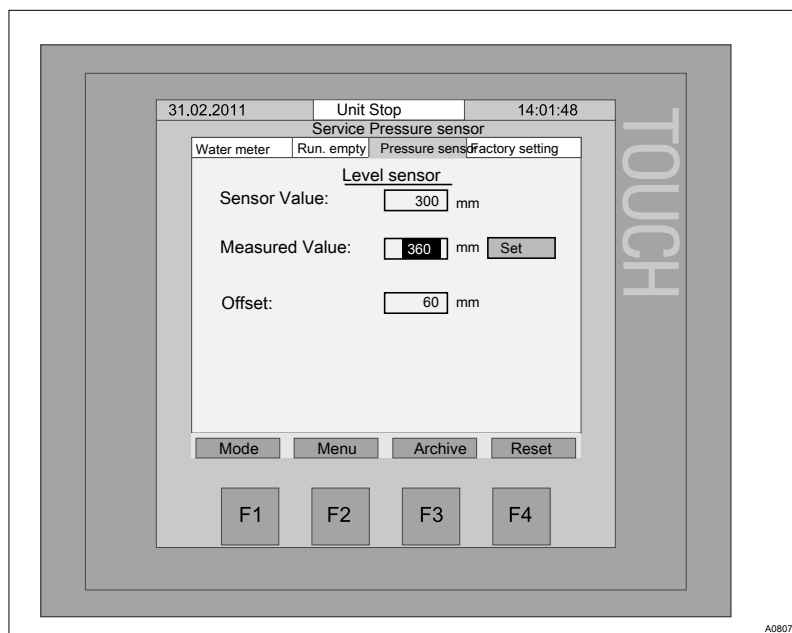 31.02.2011 Unit Stop 14:01:48
Service Pressure sensor
Water meter Run. empty Pressure sensor Factory setting
Level sensor
Sensor Value: 300 mm
Measured Value: 360 mm Set
Offset: 60 mm
Mode Menu Archive Reset
F1 F2 F3 F4
TOUCH
A0807